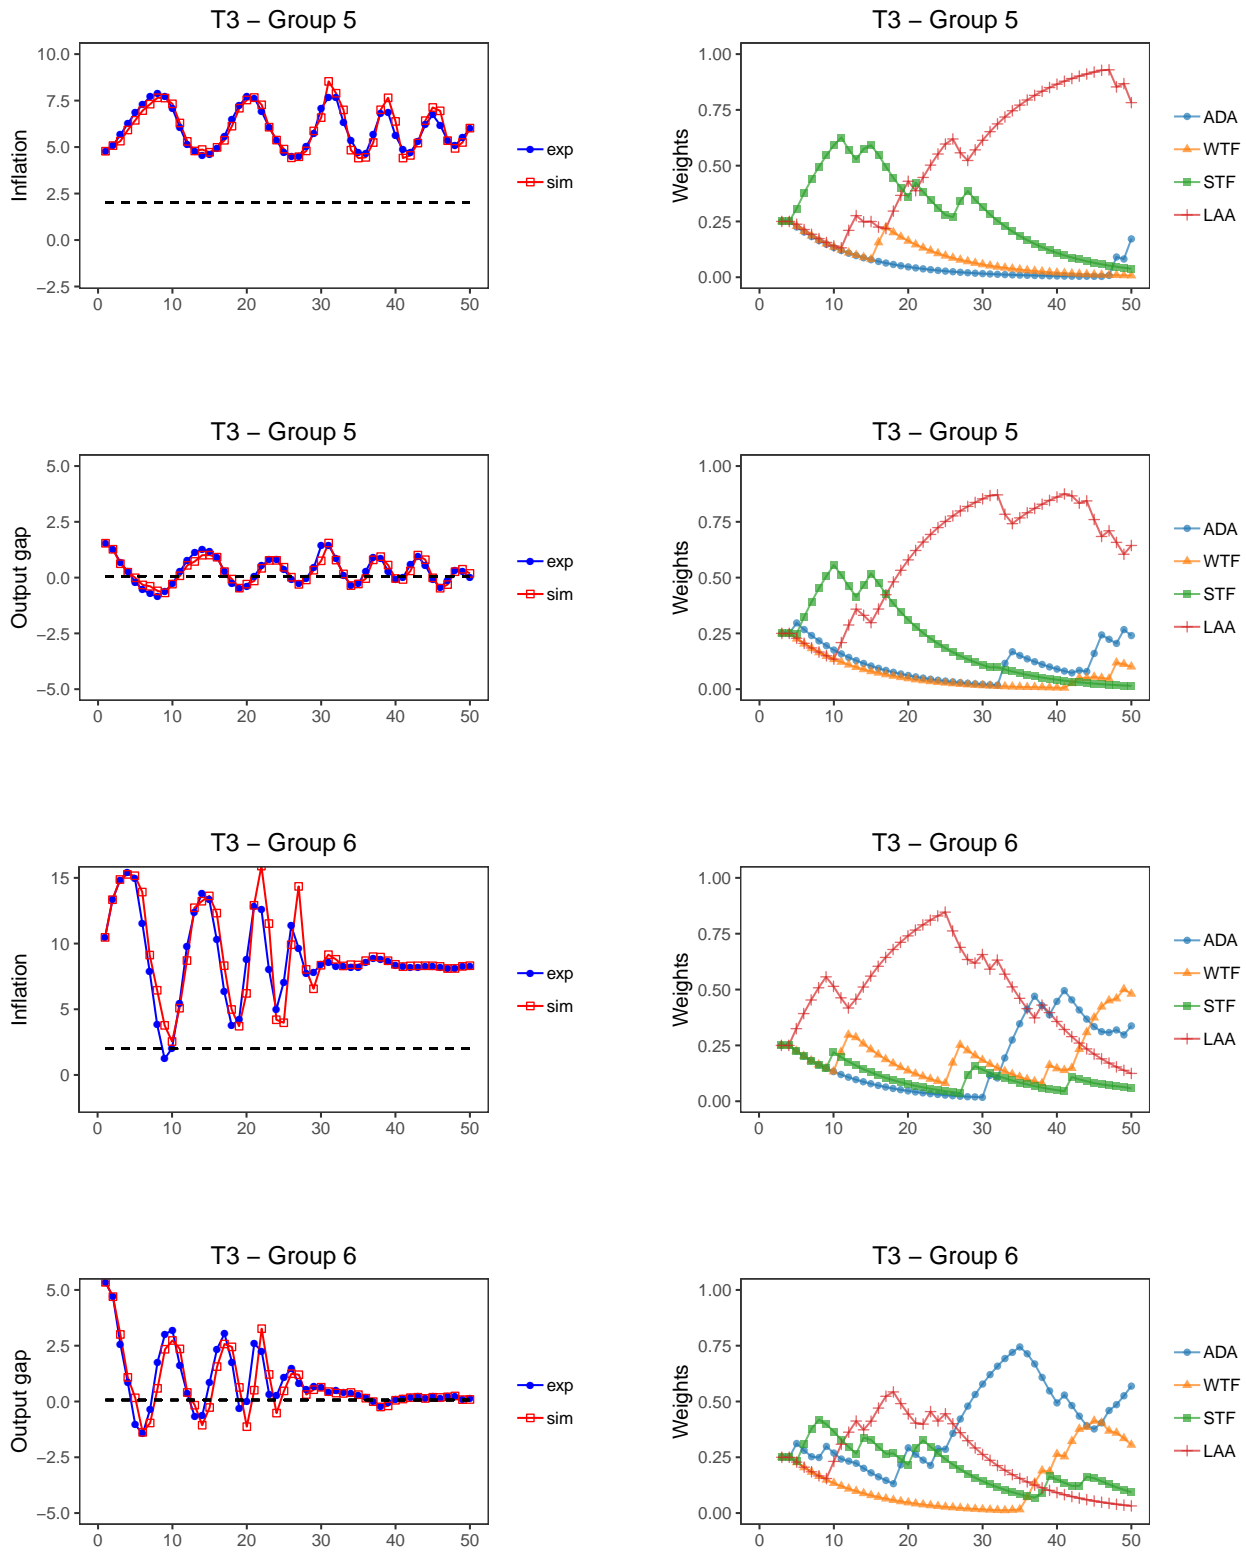 T3 – Group 5
Inflation
10.0
7.5
5.0
2.5
0.0
−2.5
0 10 20 30 40 50
exp
sim
T3 – Group 5
Weights
1.00
0.75
0.50
0.25
0.00
0 10 20 30 40 50
ADA
WTF
STF
LAA
T3 – Group 5
Output gap
5.0
2.5
0.0
−2.5
−5.0
0 10 20 30 40 50
exp
sim
T3 – Group 5
Weights
1.00
0.75
0.50
0.25
0.00
0 10 20 30 40 50
ADA
WTF
STF
LAA
T3 – Group 6
Inflation
15
10
5
0
0 10 20 30 40 50
exp
sim
T3 – Group 6
Weights
1.00
0.75
0.50
0.25
0.00
0 10 20 30 40 50
ADA
WTF
STF
LAA
T3 – Group 6
Output gap
5.0
2.5
0.0
−2.5
−5.0
0 10 20 30 40 50
exp
sim
T3 – Group 6
Weights
1.00
0.75
0.50
0.25
0.00
0 10 20 30 40 50
ADA
WTF
STF
LAA